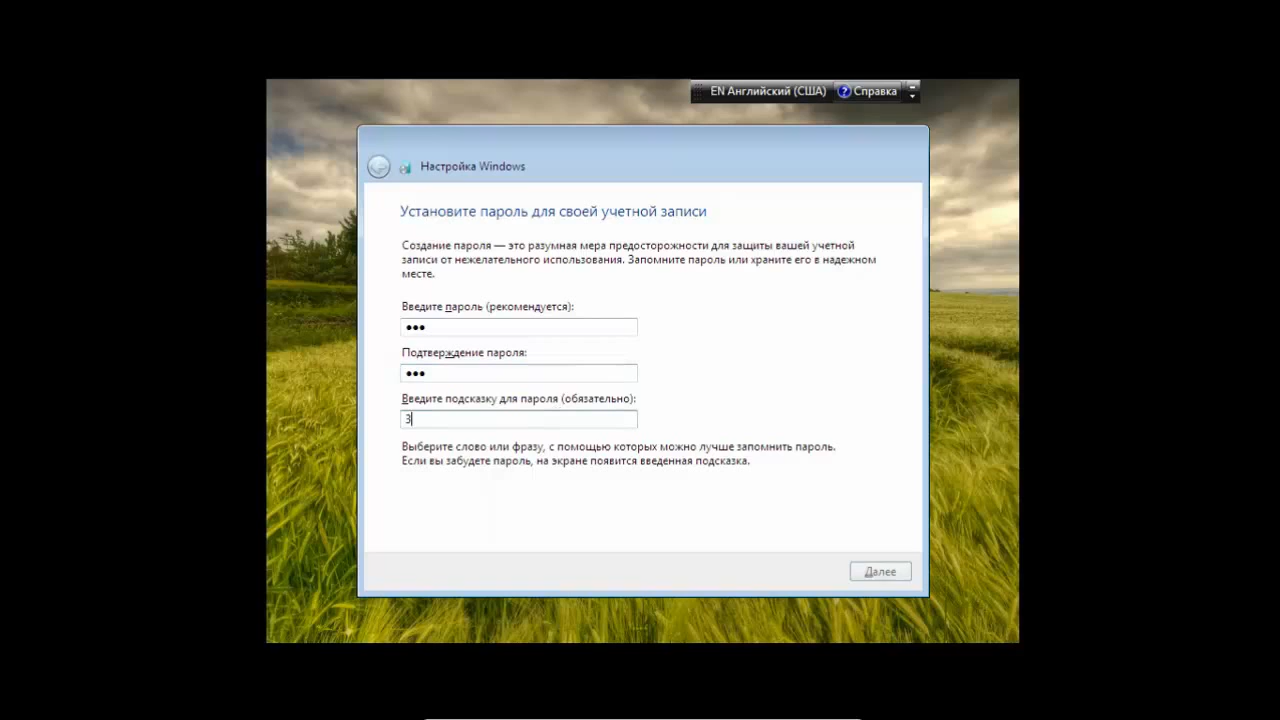 EN Английский (США) Справка
Настройка Windows
Установите пароль для своей учетной записи
Создание пароля — это разумная мера предосторожности для защиты вашей учетной
записи от нежелательного использования. Запомните пароль или храните его в надежном
месте.
Введите пароль (рекомендуется):
•••
Подтверждение пароля:
•••
Введите подсказку для пароля (обязательно):
3
Выберите слово или фразу, с помощью которых можно лучше запомнить пароль.
Если вы забудете пароль, на экране появится введенная подсказка.
Далее